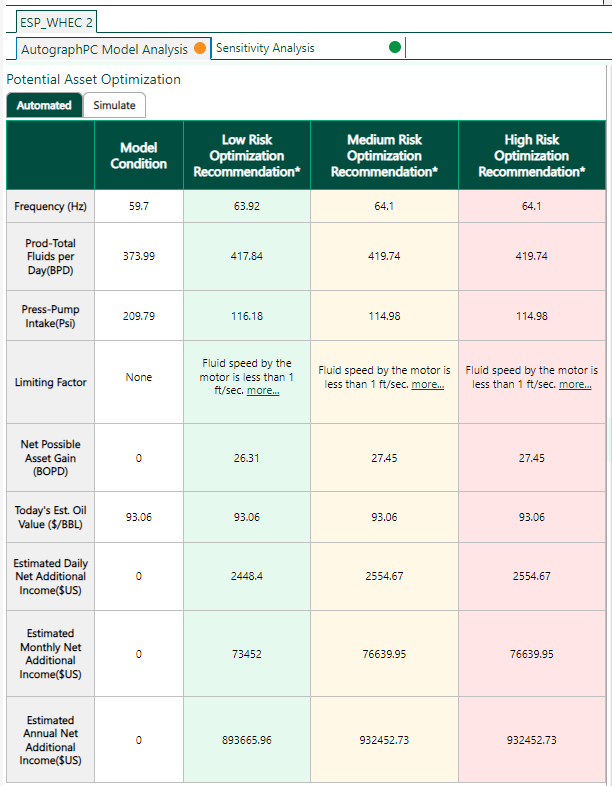 ESP_WHEC 2
AutographPC Model Analysis Sensitivity Analysis
Potential Asset Optimization
Automated Simulate
Model Condition Low Risk Optimization Recommendation* Medium Risk Optimization Recommendation* High Risk Optimization Recommendation*
Frequency (Hz) 59.7 63.92 64.1 64.1
Prod-Total Fluids per Day(BPD) 373.99 417.84 419.74 419.74
Press-Pump Intake(Psi) 209.79 116.18 114.98 114.98
Limiting Factor None Fluid speed by the motor is less than 1 ft/sec. more... Fluid speed by the motor is less than 1 ft/sec. more... Fluid speed by the motor is less than 1 ft/sec. more...
Net Possible Asset Gain (BOPD) 0 26.31 27.45 27.45
Today's Est. Oil Value ($/BBL) 93.06 93.06 93.06 93.06
Estimated Daily Net Additional Income($US) 0 2448.4 2554.67 2554.67
Estimated Monthly Net Additional Income($US) 0 73452 76639.95 76639.95
Estimated Annual Net Additional Income($US) 0 893665.96 932452.73 932452.73